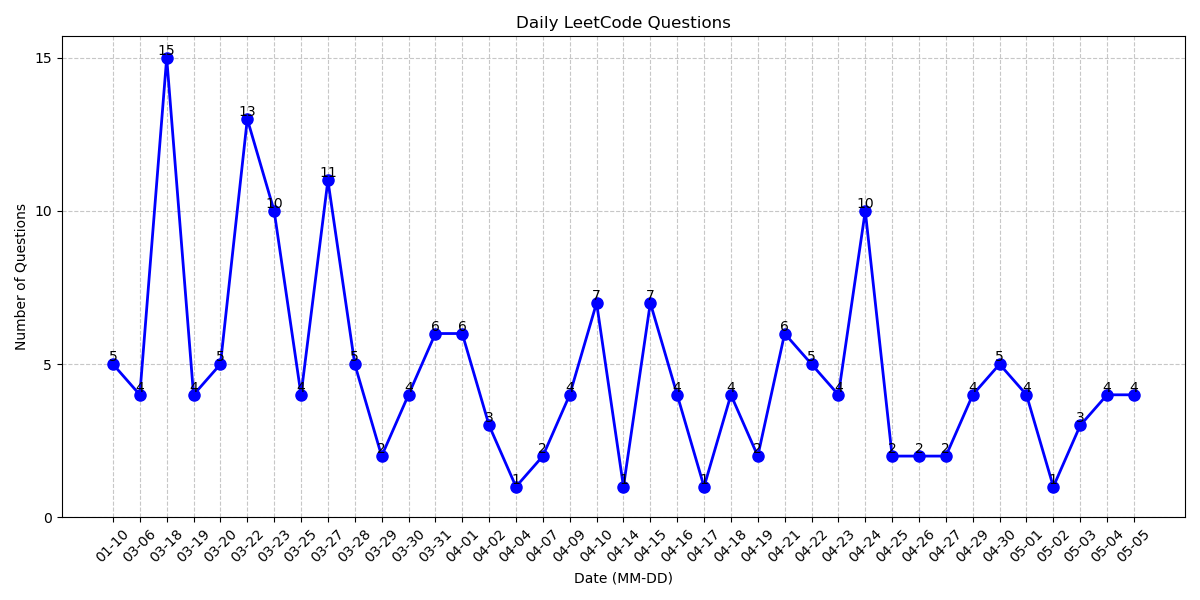 Daily LeetCode Questions
15
10
5
0
Number of Questions
5 4 15 4 5 13 10 4 11 5 2 4 6 6 3 1 2 4 7 1 7 4 1 4 2 6 5 4 10 2 2 2 4 5 4 1 3 4 4
01-10 03-06 03-18 03-19 03-20 03-22 03-23 03-25 03-27 03-28 03-29 03-30 03-31 04-01 04-02 04-04 04-07 04-09 04-10 04-14 04-15 04-16 04-17 04-18 04-19 04-21 04-22 04-23 04-24 04-25 04-26 04-27 04-29 04-30 05-01 05-02 05-03 05-04 05-05
Date (MM-DD)